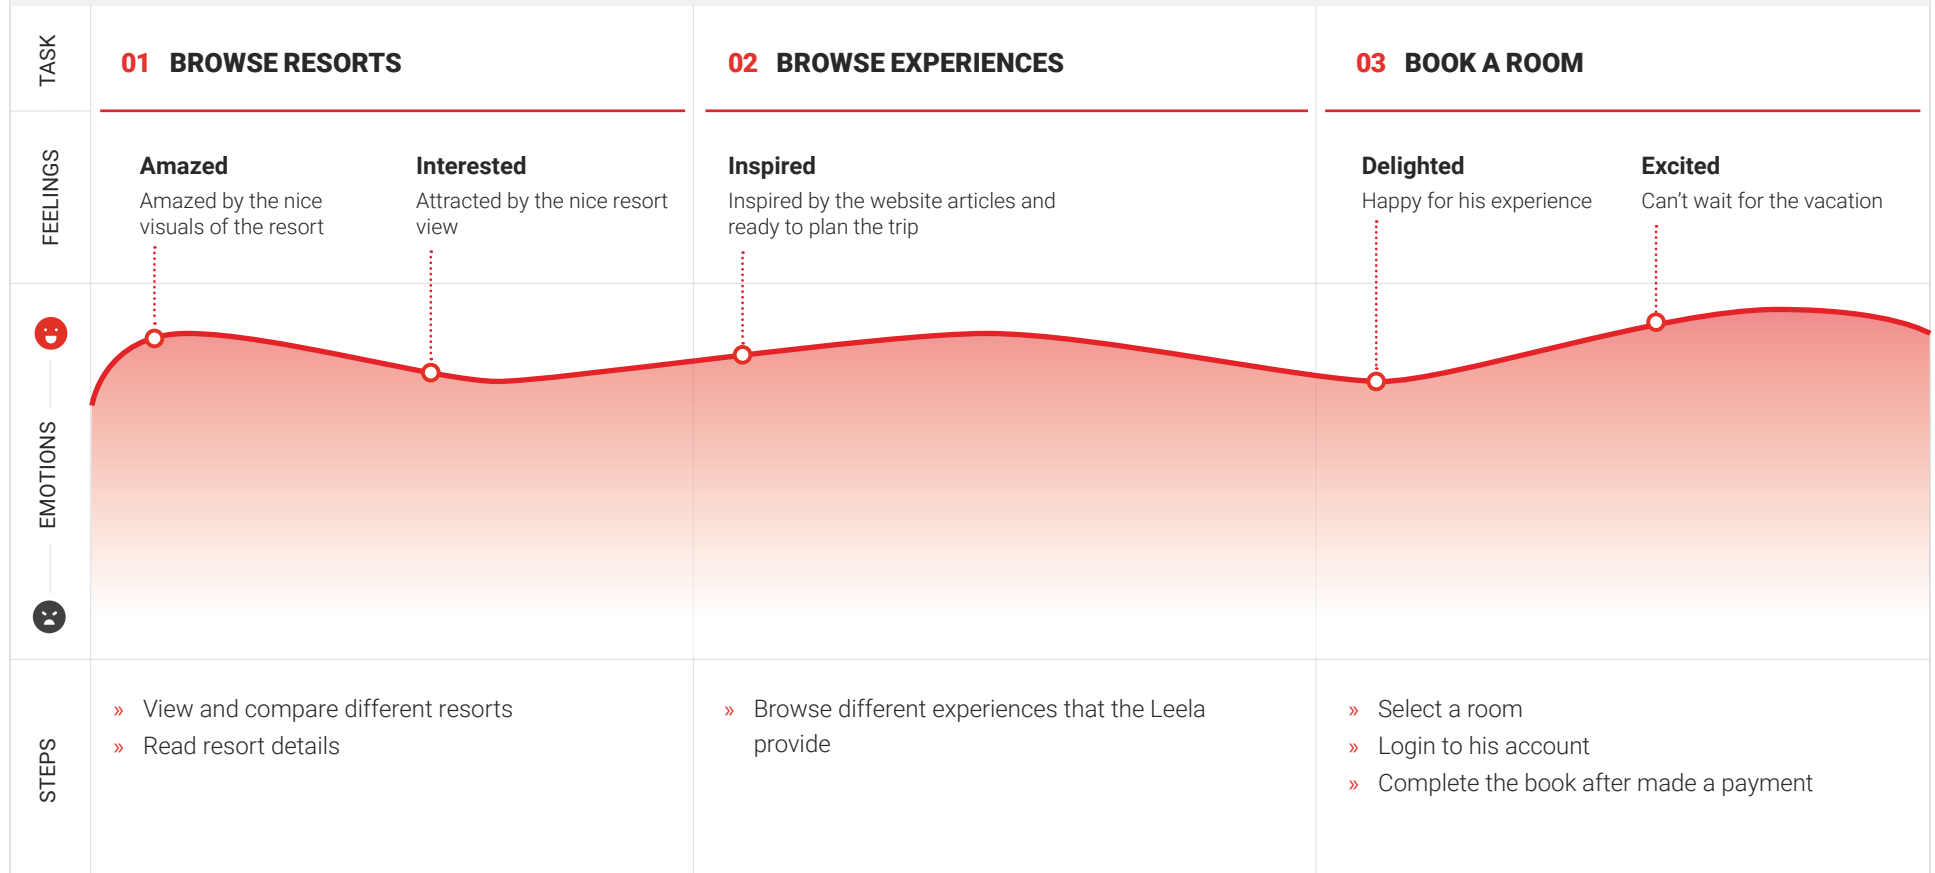 TASK
01 BROWSE RESORTS
02 BROWSE EXPERIENCES
03 BOOK A ROOM
FEELINGS
Amazed
Amazed by the nice
visuals of the resort
Interested
Attracted by the nice resort
view
Inspired
Inspired by the website articles and
ready to plan the trip
Delighted
Happy for his experience
Excited
Can’t wait for the vacation
EMOTIONS
STEPS
» View and compare different resorts
» Read resort details
» Browse different experiences that the Leela
provide
» Select a room
» Login to his account
» Complete the book after made a payment